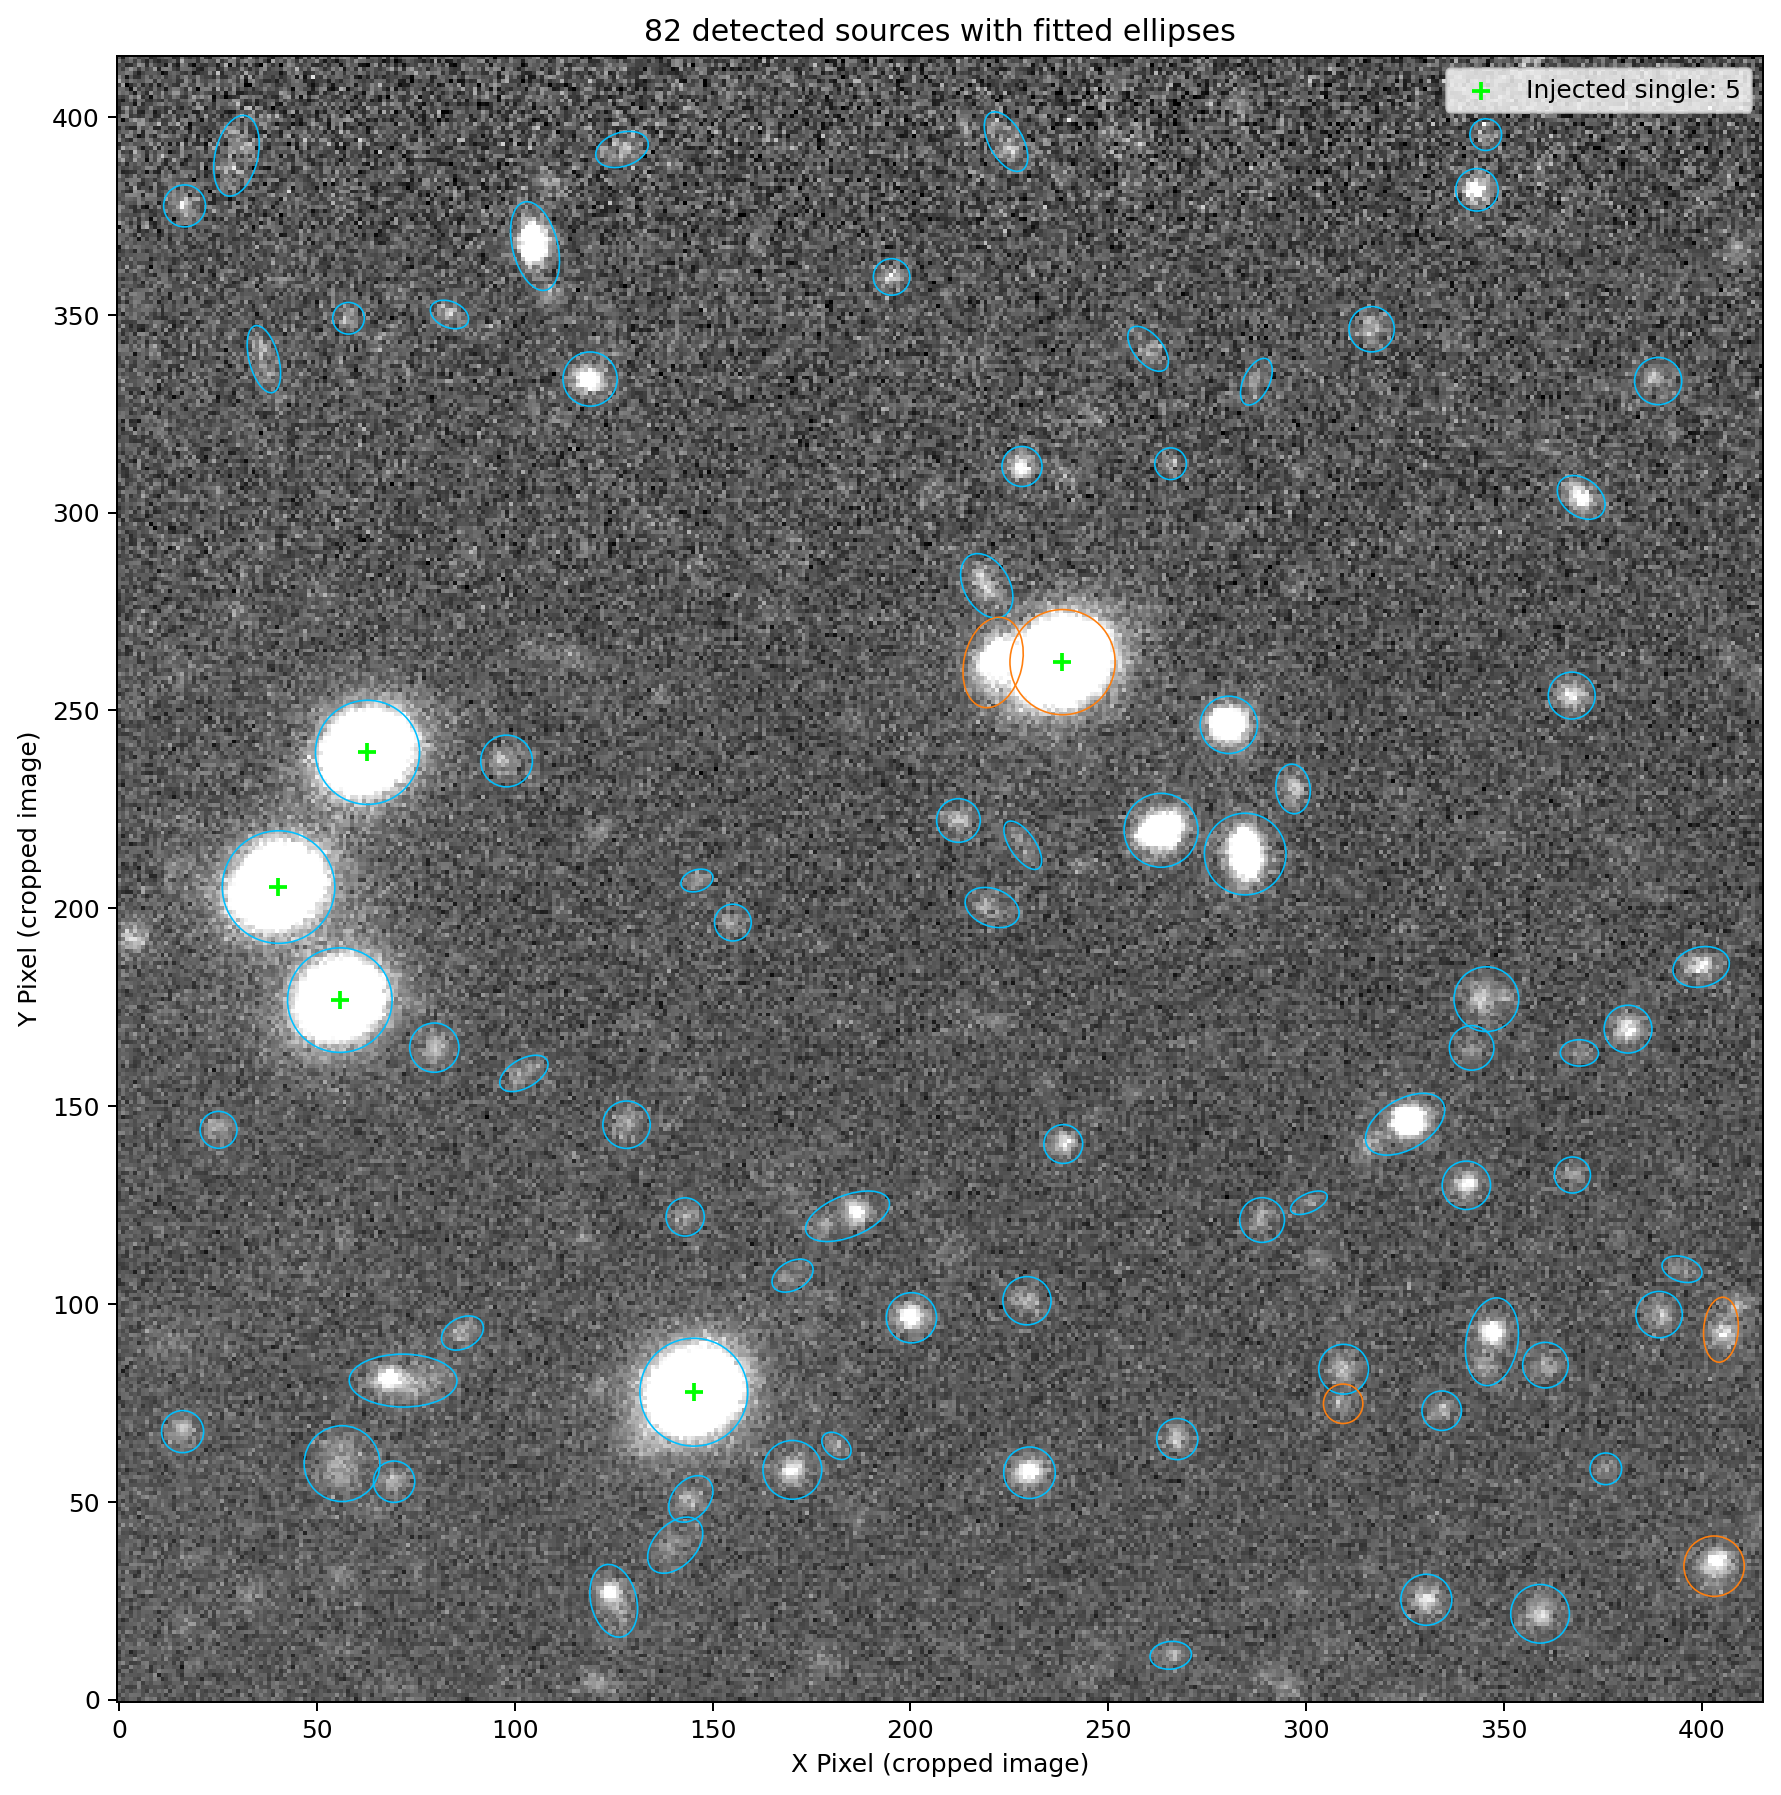 82 detected sources with fitted ellipses
Injected single: 5
400
350
300
250
200
150
100
50
0
Y Pixel (cropped image)
0 50 100 150 200 250 300 350 400
X Pixel (cropped image)